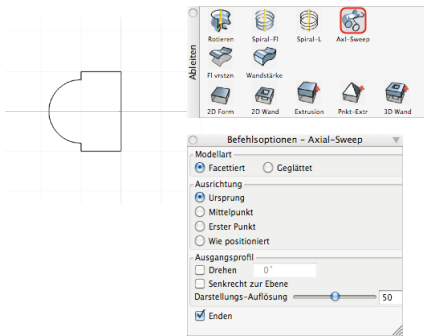 Ableiten
Rotieren Spiral-Fl Spiral-L Axl-Sweep
Fl vrstzn Wandstärke
2D Form 2D Wand Extrusion Pnkt-Extr 3D Wand
Befehlsoptionen - Axial-Sweep
Modellart
Facettiert Geglättet
Ausrichtung
Ursprung
Mittelpunkt
Erster Punkt
Wie positioniert
Ausgangsprofil
Drehen 0°
Senkrecht zur Ebene
Darstellungs-Auflösung 50
Enden